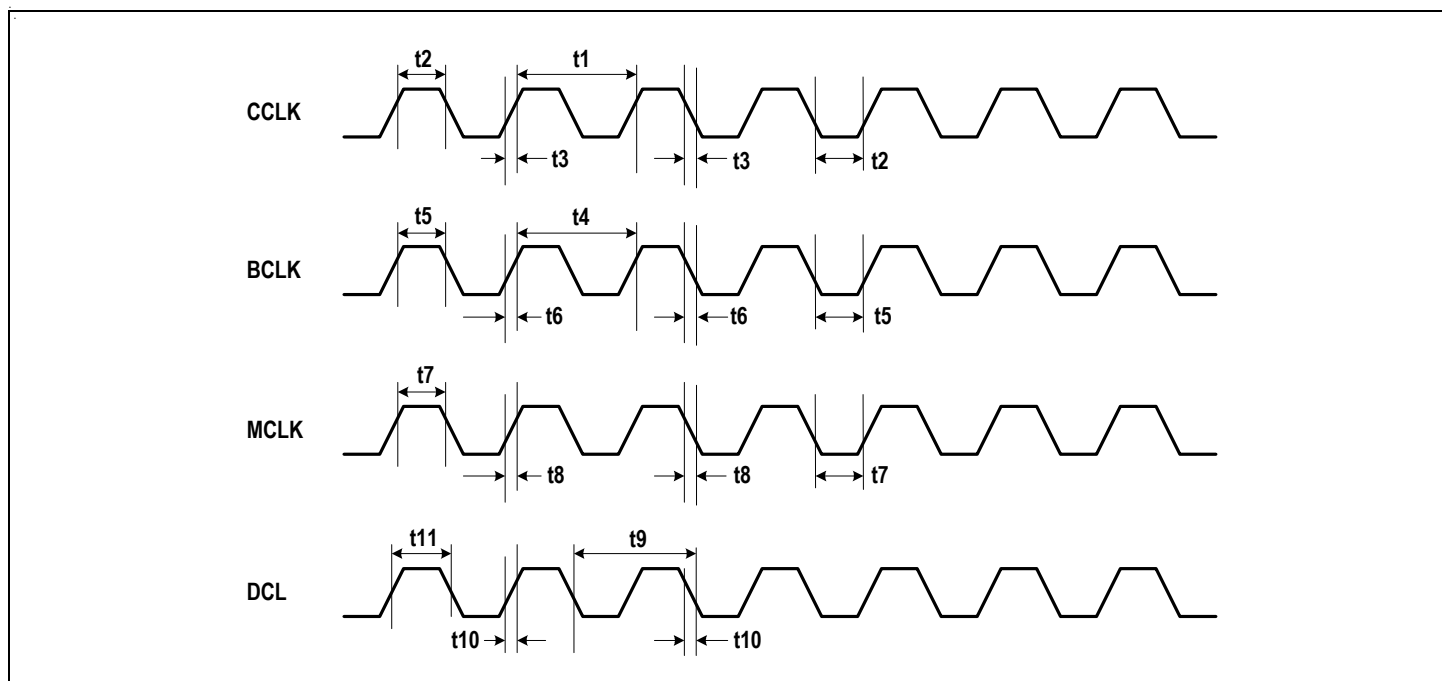 t2 t1
CCLK
t3 t3 t2
t5 t4
BCLK
t6 t6 t5
t7
MCLK
t8 t8 t7
t11 t9
DCL
t10 t10